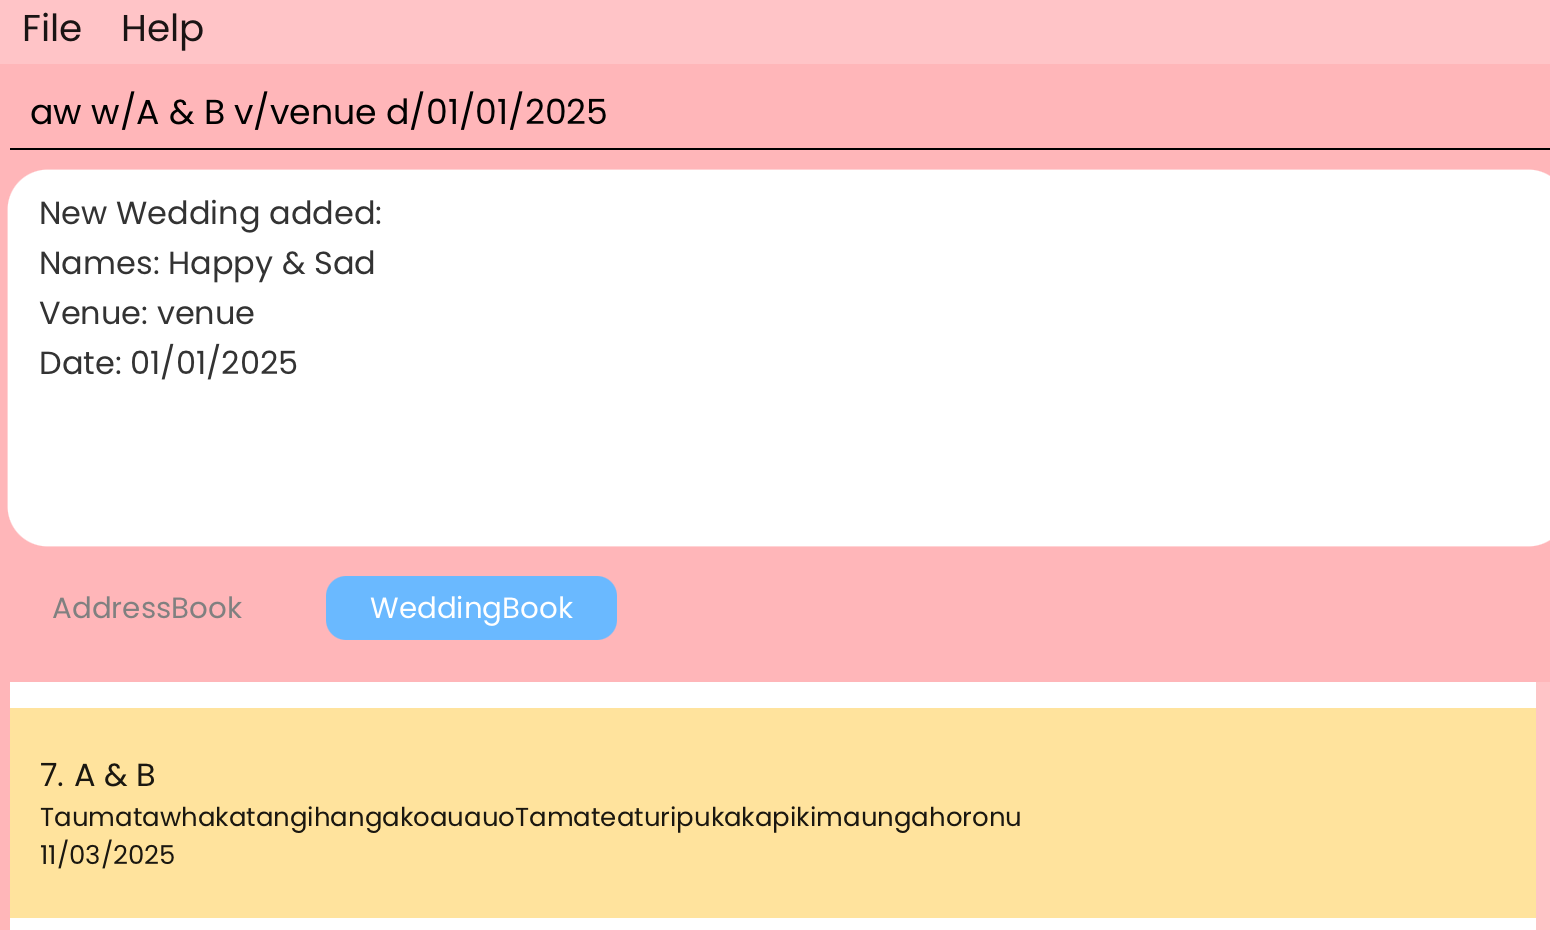 File Help
aw w/A & B v/venue d/01/01/2025
New Wedding added:
Names: Happy & Sad
Venue: venue
Date: 01/01/2025
AddressBook WeddingBook
7. A & B
TaumatawhakatangihangakoauauoTamateaturipukakapikimaungahoronu
11/03/2025